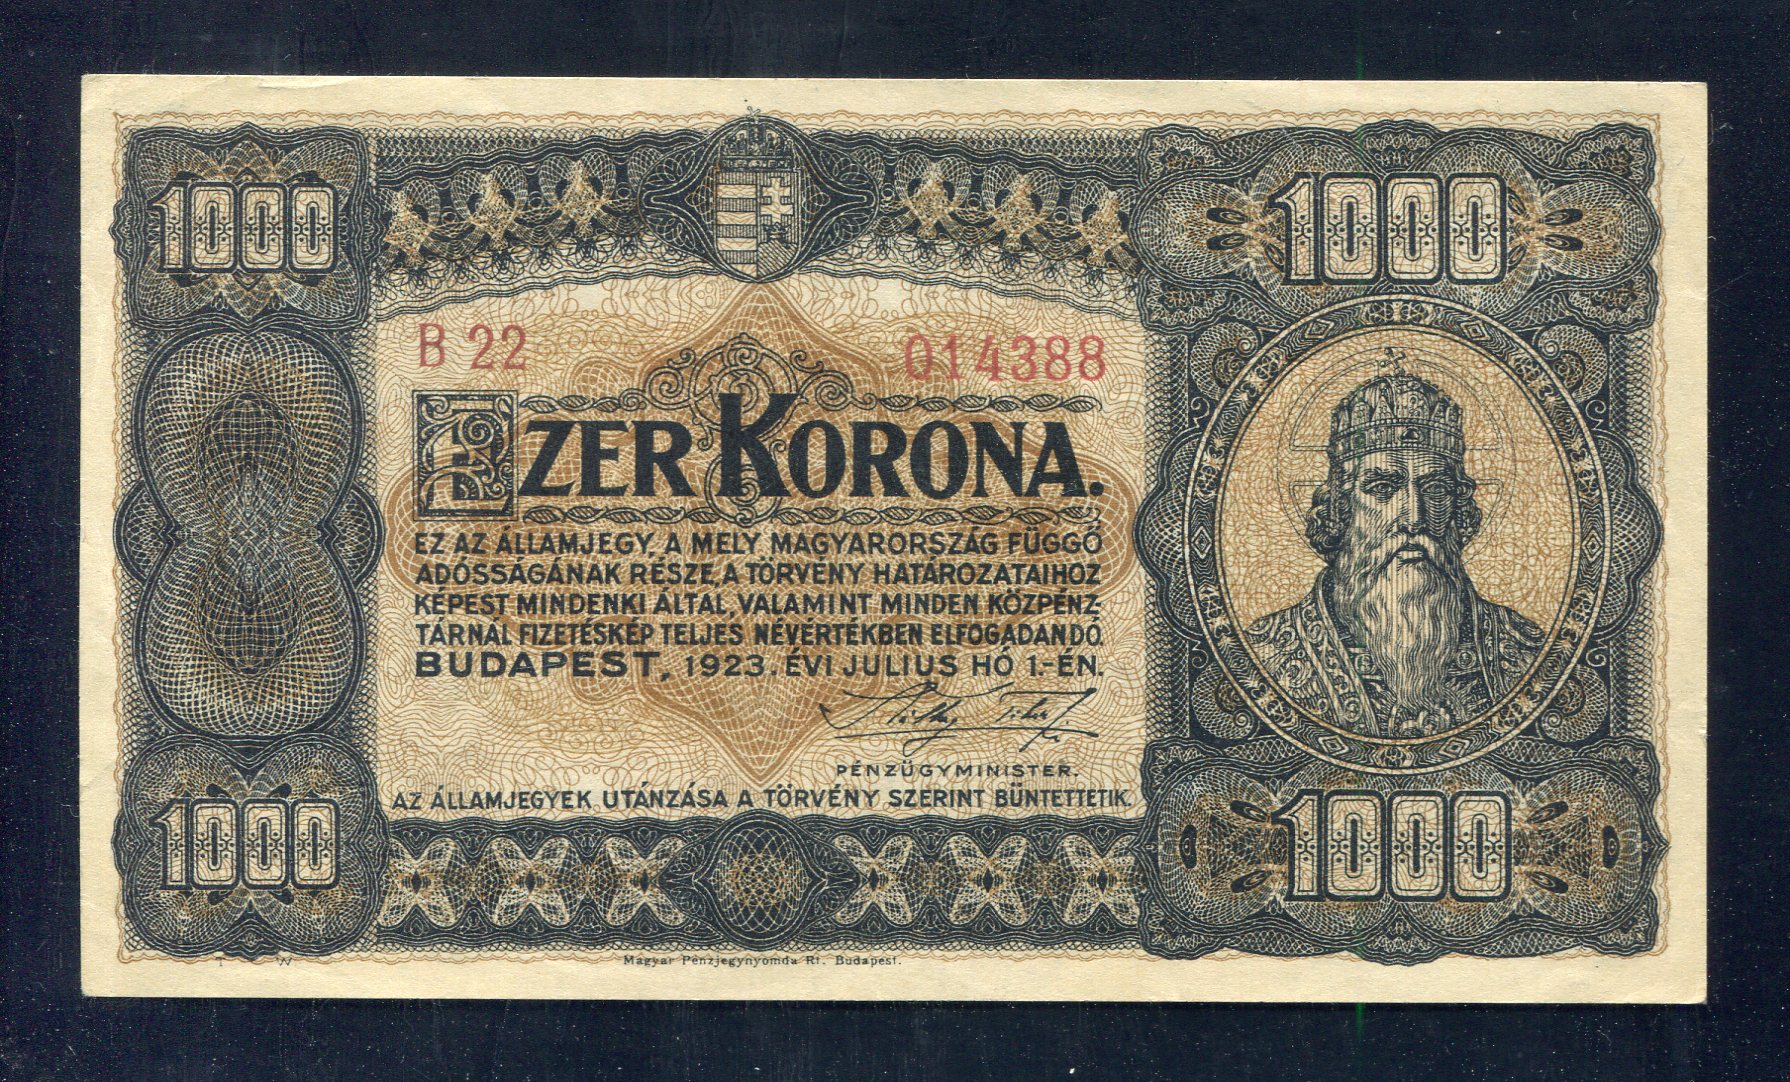 1000
1000
B 22
014388
EZER KORONA.
EZ AZ ÁLLAMJEGY, A MELY MAGYARORSZÁG FÜGGŐ
ADÓSSÁGÁNAK RÉSZE, A TÖRVÉNY HATÁROZATAIHOZ
KÉPEST MINDENKI ÁLTAL, VALAMINT MINDEN KÖZPÉNZ-
TÁRNÁL FIZETÉSKÉP TELJES NÉVÉRTÉKBEN ELFOGADANDÓ.
BUDAPEST, 1923. ÉVI JULIUS HÓ 1-ÉN.
PÉNZÜGYMINISTER.
AZ ÁLLAMJEGYEK UTÁNZÁSA A TÖRVÉNY SZERINT BÜNTETTETIK.
1000
1000
T W
Magyar Pénzjegynyomda Rt. Budapest.